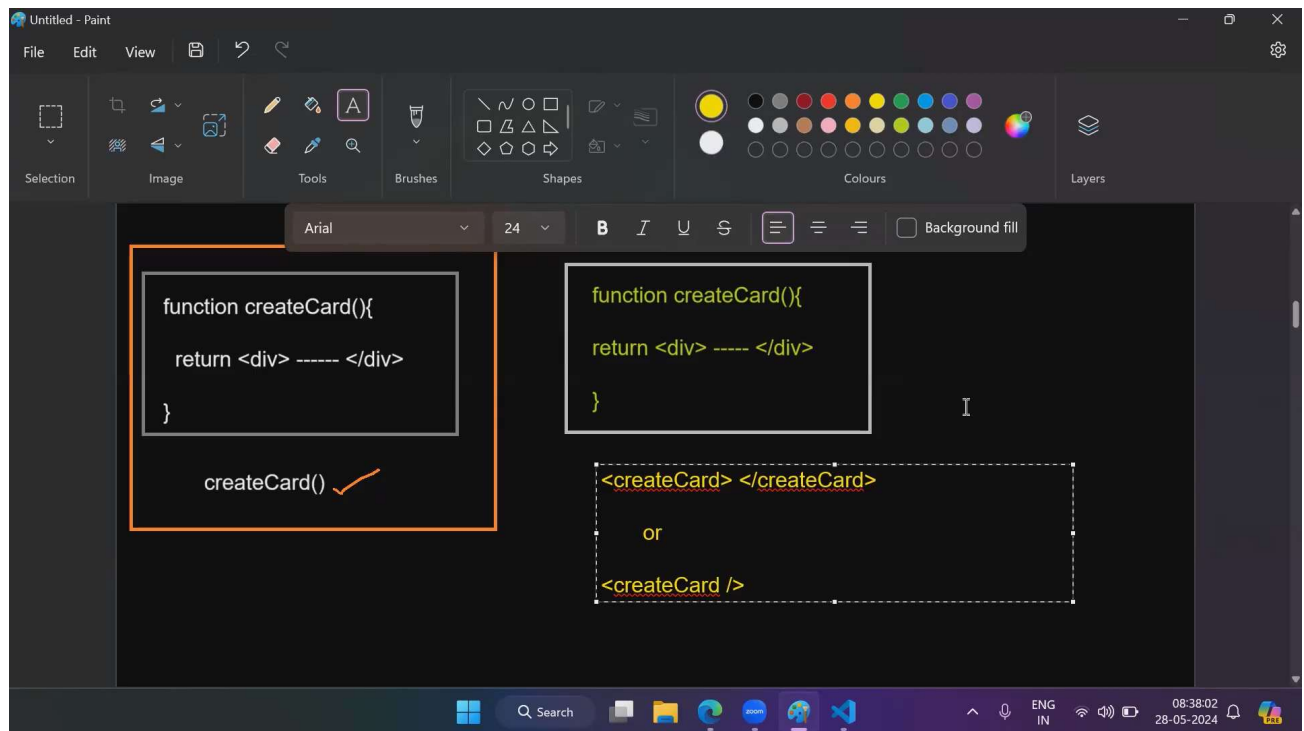 Untitled - Paint
File Edit View
Selection Image Tools Brushes Shapes Colours Layers
Arial 24 B I U S Background fill
function createCard(){
return <div> ------ </div>
}
createCard()
function createCard(){
return <div> ----- </div>
}
<createCard> </createCard>
or
<createCard />
Search
zoom
ENG
IN
08:38:02
28-05-2024
PRE